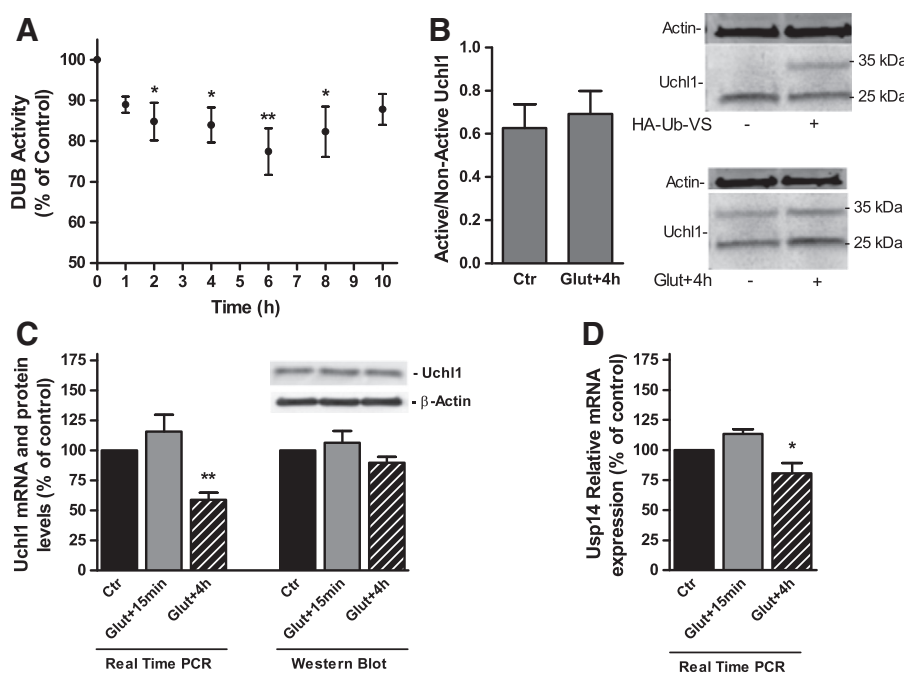 A
DUB Activity
(% of Control)
100
90
80
70
60
50
*
*
**
*
0 1 2 3 4 5 6 7 8 9 10
Time (h)
B
Active/Non-Active Uchl1
1.0
0.8
0.6
0.4
0.2
0.0
Ctr Glut+4h
Actin-
Uchl1-
- 35 kDa
- 25 kDa
HA-Ub-VS - +
Actin-
Uchl1-
- 35 kDa
- 25 kDa
Glut+4h - +
C
Uchl1 mRNA and protein
levels (% of control)
175
150
125
100
75
50
25
0
**
- Uchl1
- β-Actin
Ctr
Glut+15min
Glut+4h
Real Time PCR
Ctr
Glut+15min
Glut+4h
Western Blot
D
Usp14 Relative mRNA
expression (% of control)
175
150
125
100
75
50
25
0
*
Ctr
Glut+15min
Glut+4h
Real Time PCR